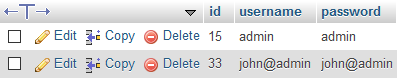 id username password
Edit Copy Delete 15 admin admin
Edit Copy Delete 33 john@admin john@admin